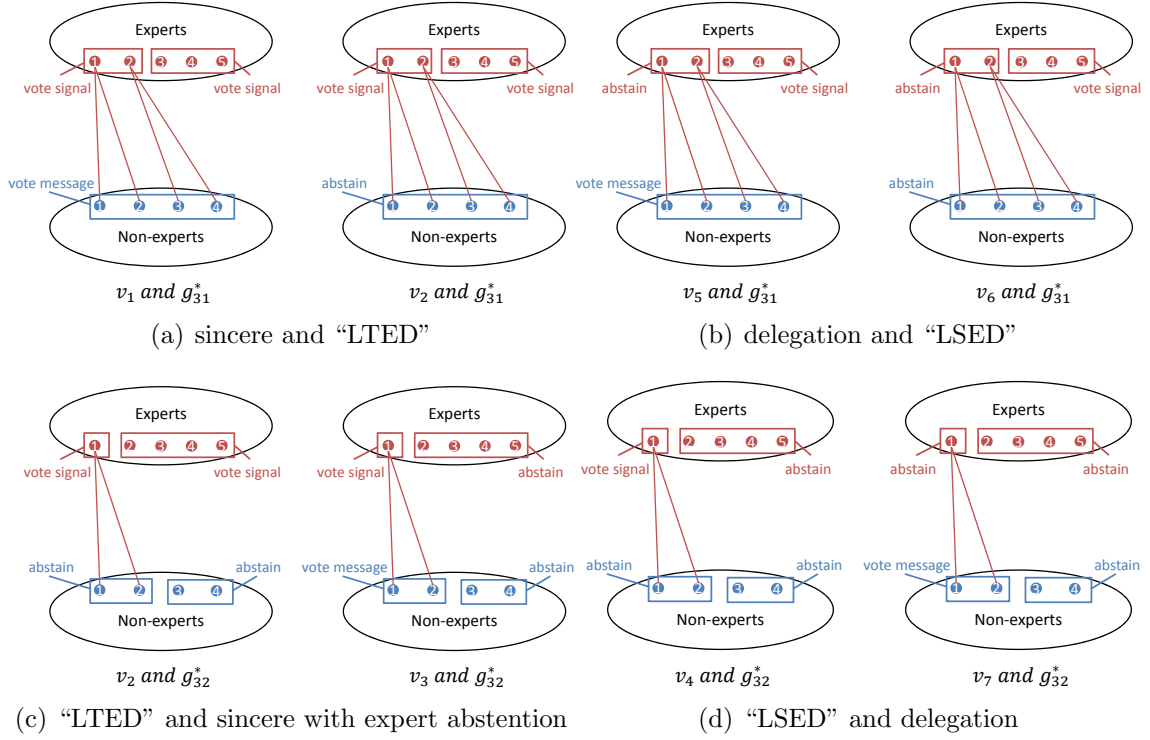 Experts Experts Experts Experts
1 2 3 4 5 1 2 3 4 5 1 2 3 4 5 1 2 3 4 5
vote signal vote signal vote signal vote signal abstain vote signal abstain vote signal
vote message abstain vote message abstain
1 2 3 4 1 2 3 4 1 2 3 4 1 2 3 4
Non-experts Non-experts Non-experts Non-experts
v₁ and g*₃₁ v₂ and g*₃₁ v₅ and g*₃₁ v₆ and g*₃₁
(a) sincere and “LTED” (b) delegation and “LSED”
Experts Experts Experts Experts
1 2 3 4 5 1 2 3 4 5 1 2 3 4 5 1 2 3 4 5
vote signal vote signal vote signal abstain vote signal abstain abstain abstain
abstain abstain vote message abstain abstain abstain vote message abstain
1 2 3 4 1 2 3 4 1 2 3 4 1 2 3 4
Non-experts Non-experts Non-experts Non-experts
v₂ and g*₃₂ v₃ and g*₃₂ v₄ and g*₃₂ v₇ and g*₃₂
(c) “LTED” and sincere with expert abstention (d) “LSED” and delegation